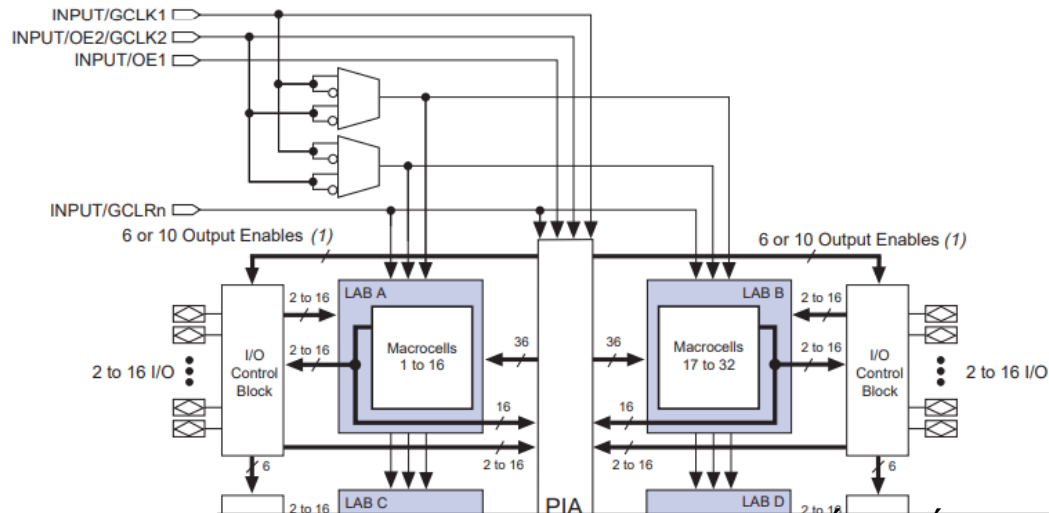 INPUT/GCLK1
INPUT/OE2/GCLK2
INPUT/OE1
INPUT/GCLRn
6 or 10 Output Enables (1)
6 or 10 Output Enables (1)
LAB A
LAB B
2 to 16
2 to 16
2 to 16 I/O
I/O
Control
Block
2 to 16
Macrocells
1 to 16
36
36
Macrocells
17 to 32
2 to 16
I/O
Control
Block
2 to 16 I/O
16
16
2 to 16
2 to 16
6
6
2 to 16
LAB C
PIA
LAB D
2 to 16